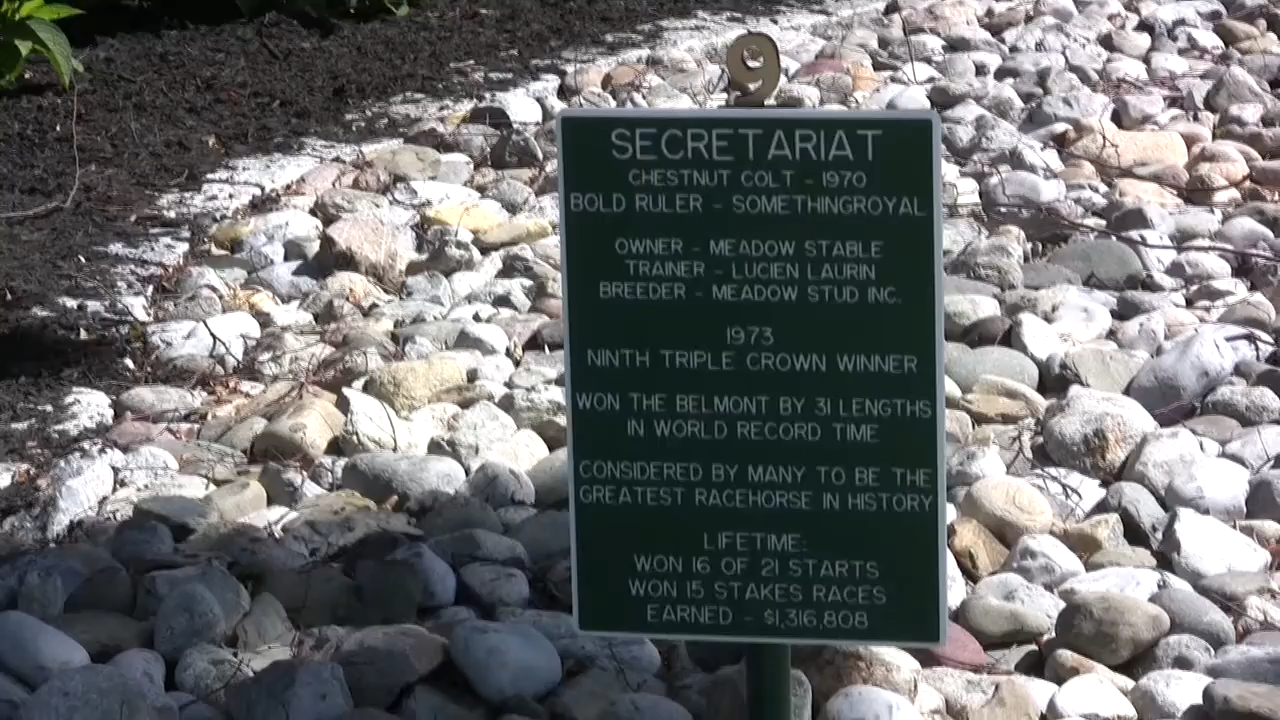 9
SECRETARIAT
CHESTNUT COLT - 1970
BOLD RULER - SOMETHINGROYAL
OWNER - MEADOW STABLE
TRAINER - LUCIEN LAURIN
BREEDER - MEADOW STUD INC.
1973
NINTH TRIPLE CROWN WINNER
WON THE BELMONT BY 31 LENGTHS
IN WORLD RECORD TIME
CONSIDERED BY MANY TO BE THE
GREATEST RACEHORSE IN HISTORY
LIFETIME:
WON 16 OF 21 STARTS
WON 15 STAKES RACES
EARNED - $1,316,808